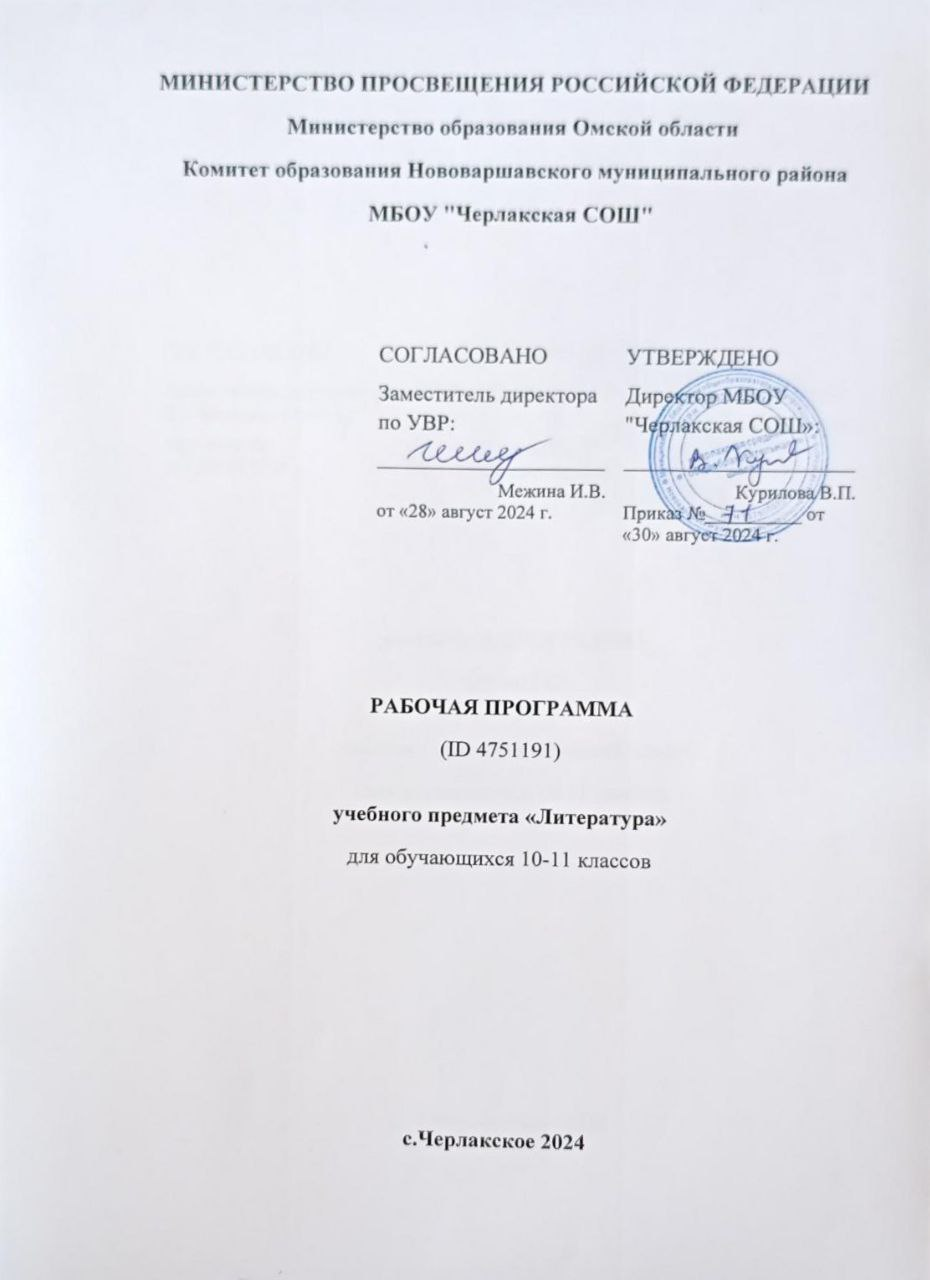 МИНИСТЕРСТВО ПРОСВЕЩЕНИЯ РОССИЙСКОЙ ФЕДЕРАЦИИ
Министерство образования Омской области
Комитет образования Нововаршавского муниципального района
МБОУ "Черлакская СОШ"
СОГЛАСОВАНО
Заместитель директора
по УВР:
Межина И.В.
от «28» август 2024 г.
УТВЕРЖДЕНО
Директор МБОУ
"Черлакская СОШ»:
Курилова В.П.
Приказ № 71 от
«30» август 2024 г.
РАБОЧАЯ ПРОГРАММА
(ID 4751191)
учебного предмета «Литература»
для обучающихся 10-11 классов
с.Черлакское 2024